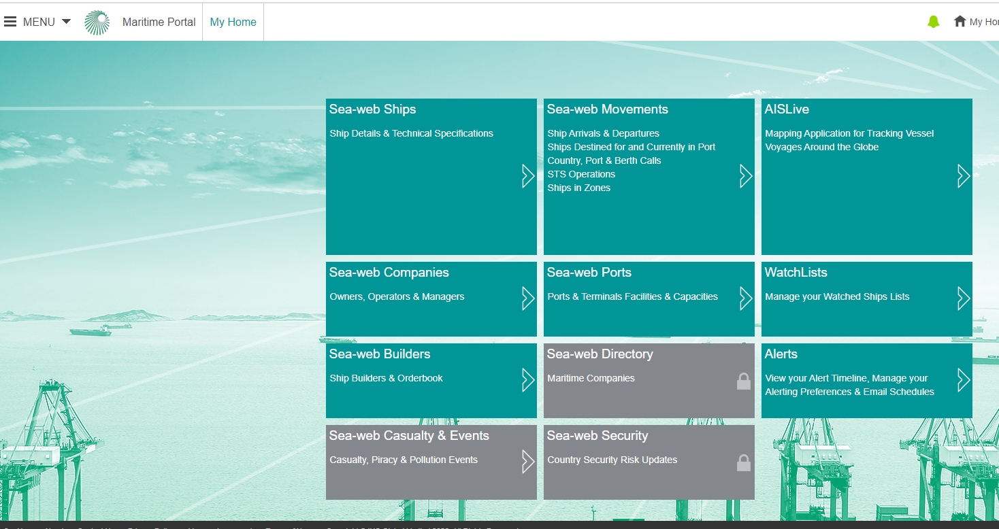 MENU
Maritime Portal
My Home
My
Sea-web Ships
Ship Details & Technical Specifications
Sea-web Movements
Ship Arrivals & Departures
Ships Destined for and Currently in Port
Country, Port & Berth Calls
STS Operations
Ships in Zones
AISLive
Mapping Application for Tracking Vessel
Voyages Around the Globe
Sea-web Companies
Owners, Operators & Managers
Sea-web Ports
Ports & Terminals Facilities & Capacities
WatchLists
Manage your Watched Ships Lists
Sea-web Builders
Ship Builders & Orderbook
Sea-web Directory
Maritime Companies
Alerts
View your Alert Timeline, Manage your
Alerting Preferences & Email Schedules
Sea-web Casualty & Events
Casualty, Piracy & Pollution Events
Sea-web Security
Country Security Risk Updates